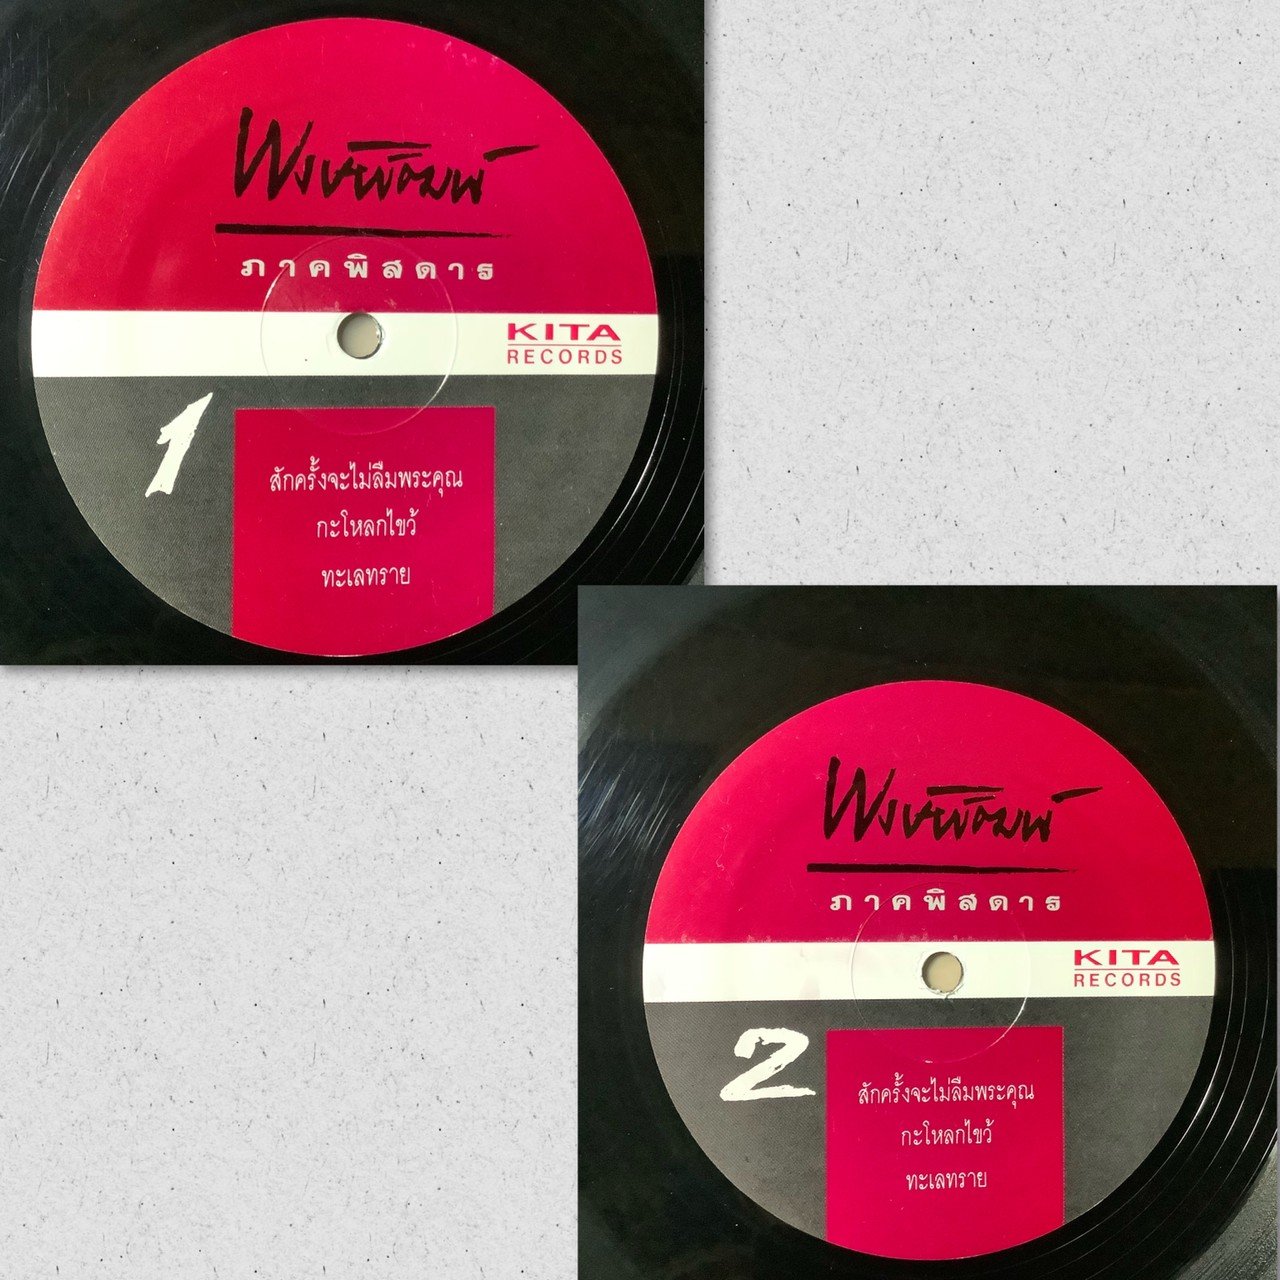 พงษ์พัฒน์
ภาคพิสดาร
KITA
RECORDS
1
สักครั้งจะไม่ลืมพระคุณ
กะโหลกไขว้
ทะเลทราย
พงษ์พัฒน์
ภาคพิสดาร
KITA
RECORDS
2
สักครั้งจะไม่ลืมพระคุณ
กะโหลกไขว้
ทะเลทราย